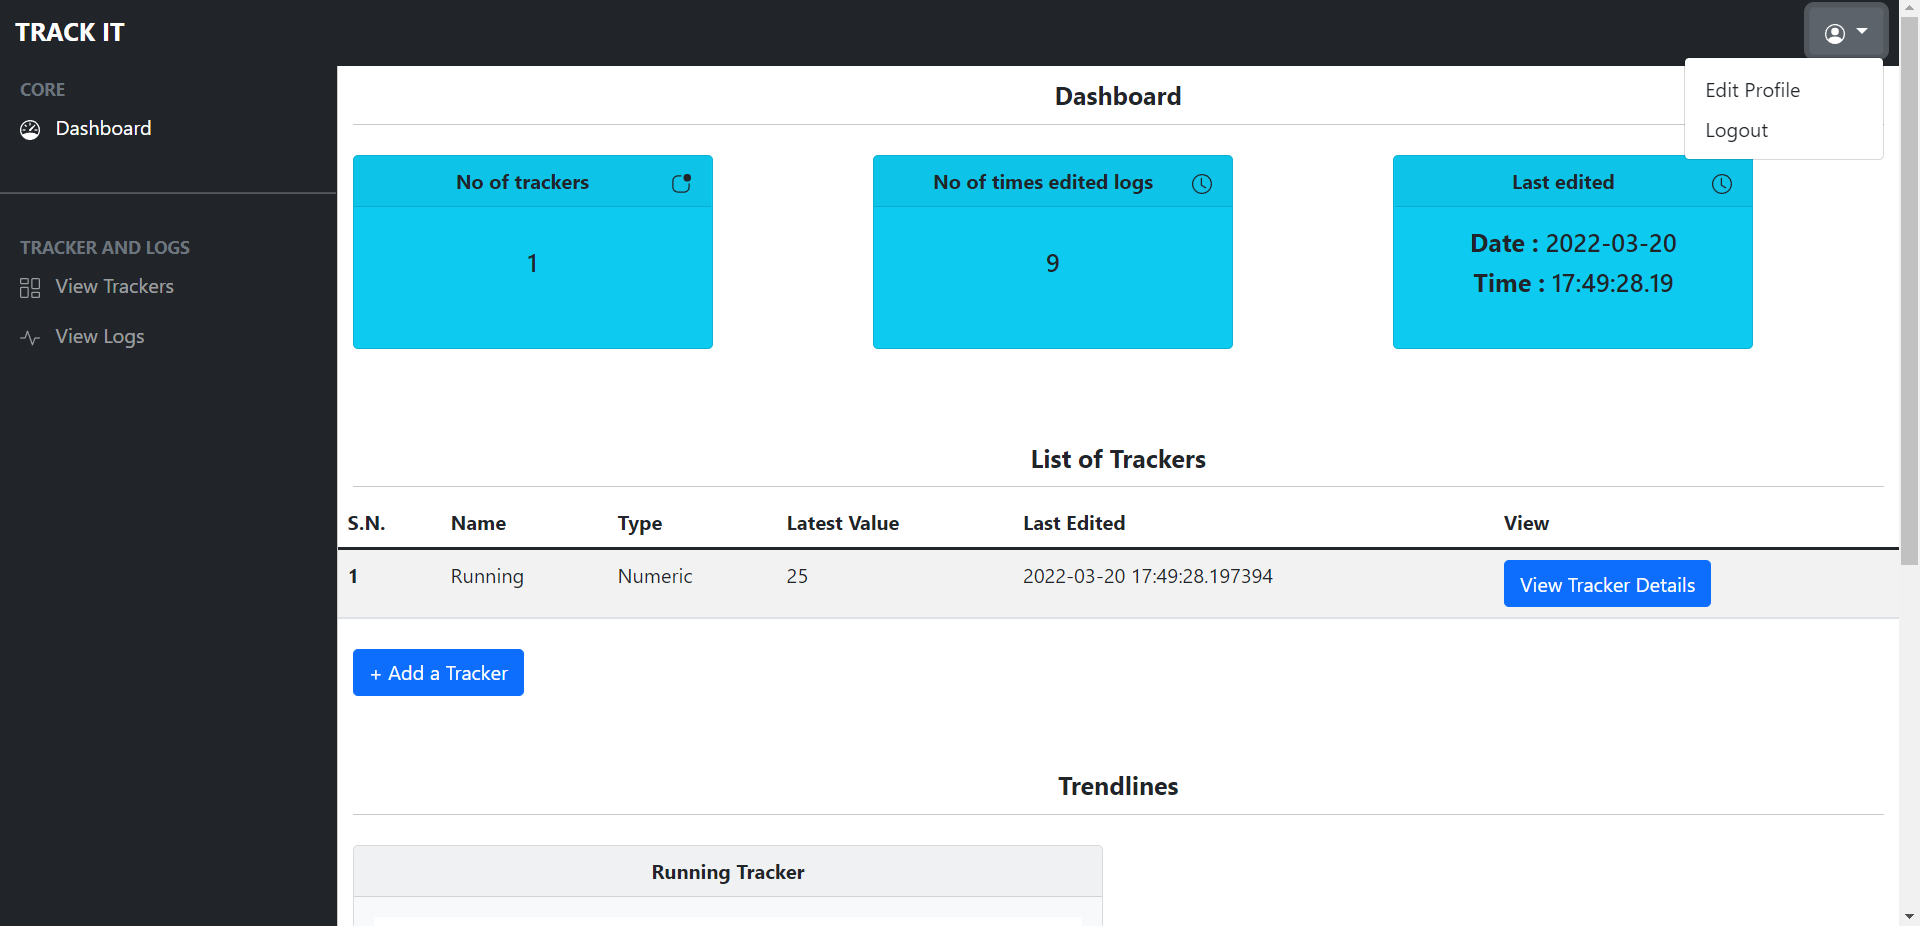 TRACK IT
Edit Profile
Logout
CORE
Dashboard
TRACKER AND LOGS
View Trackers
View Logs
Dashboard
No of trackers
1
No of times edited logs
9
Last edited
Date : 2022-03-20
Time : 17:49:28.19
List of Trackers
S.N. Name Type Latest Value Last Edited View
1 Running Numeric 25 2022-03-20 17:49:28.197394 View Tracker Details
+ Add a Tracker
Trendlines
Running Tracker